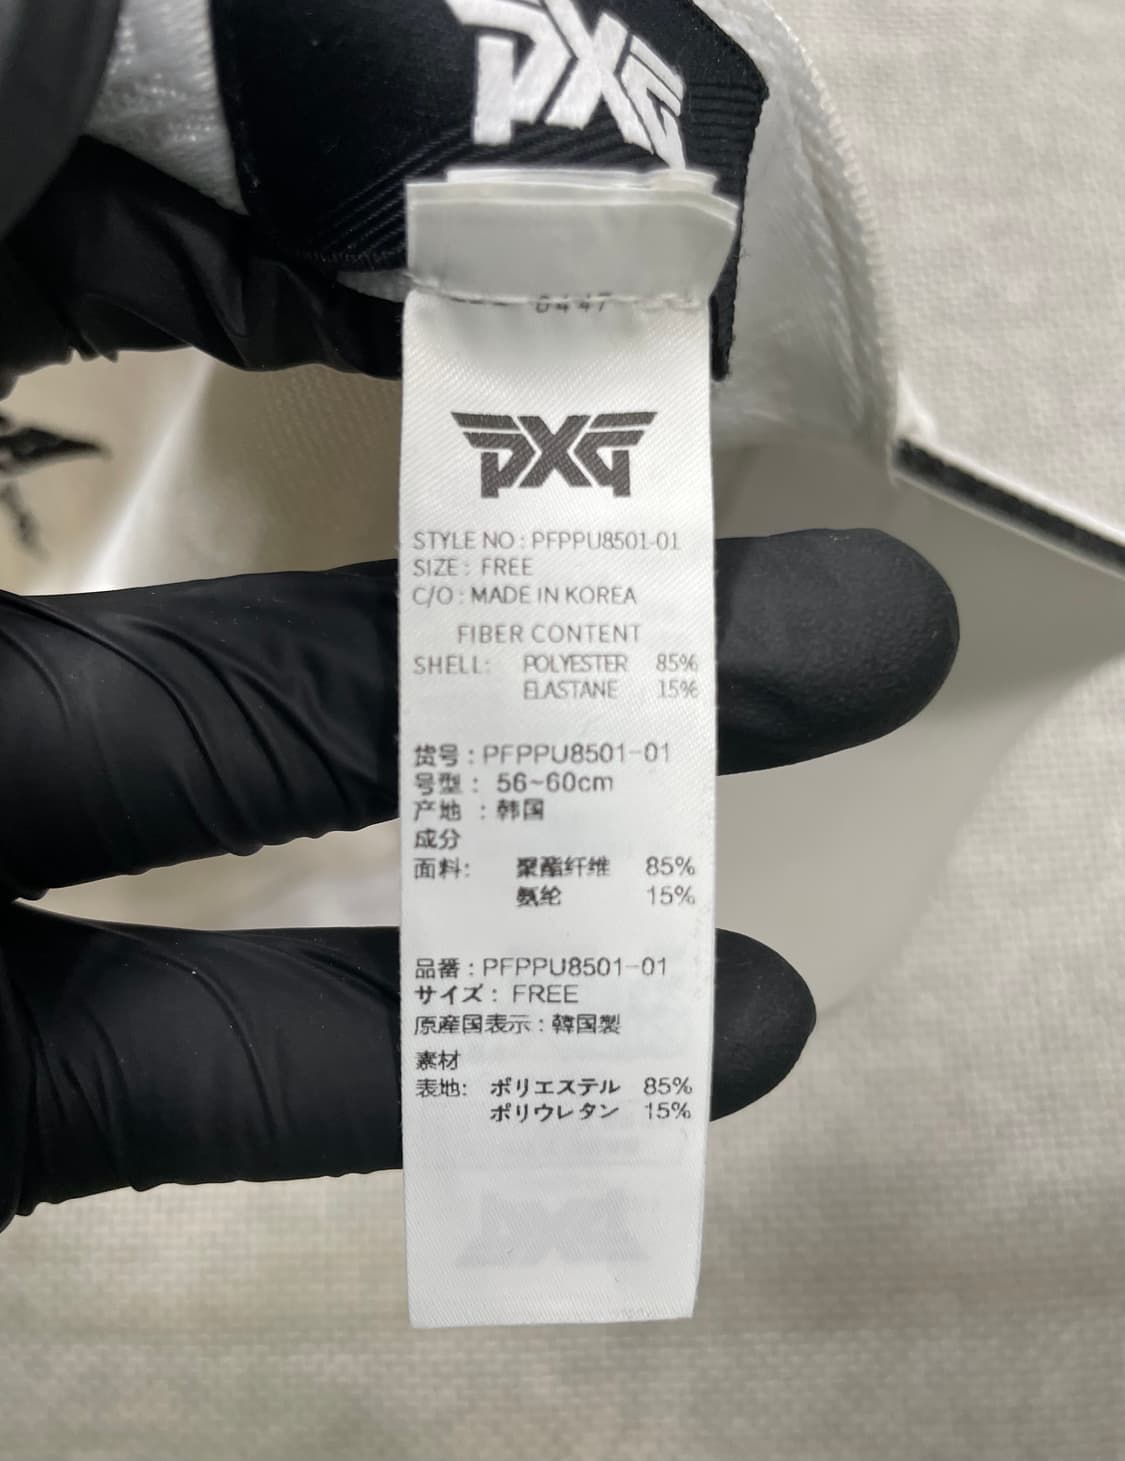 PXG
0447
PXG
STYLE NO : PFPPU8501-01
SIZE : FREE
C/O : MADE IN KOREA
FIBER CONTENT
SHELL: POLYESTER 85%
ELASTANE 15%
货号 : PFPPU8501-01
号型 : 56~60cm
产地 : 韩国
成分
面料: 聚酯纤维 85%
氨纶 15%
品番 : PFPPU8501-01
サイズ : FREE
原産国表示 : 韓国製
素材
表地: ポリエステル 85%
ポリウレタン 15%